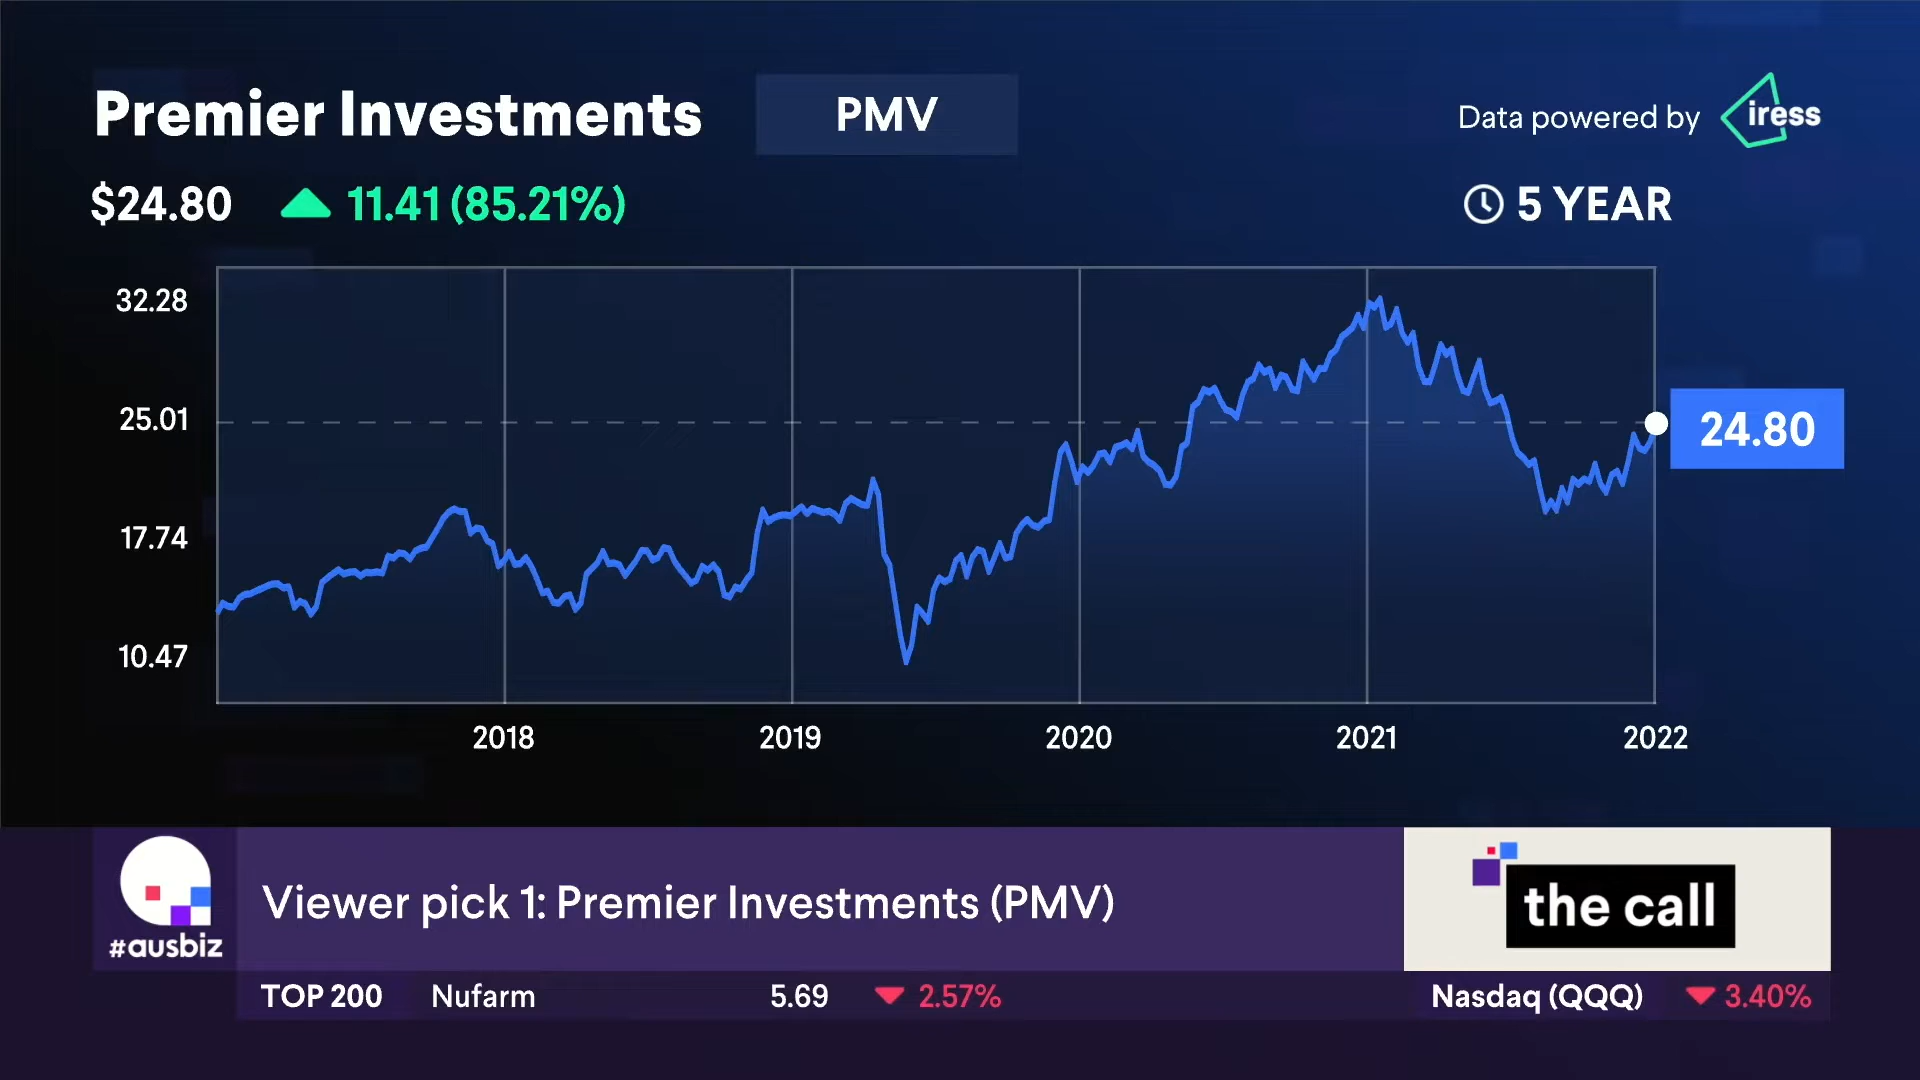 Premier Investments
PMV
Data powered by
iress
$24.80
11.41 (85.21%)
5 YEAR
32.28
25.01
17.74
10.47
24.80
2018
2019
2020
2021
2022
#ausbiz
Viewer pick 1: Premier Investments (PMV)
the call
TOP 200 Nufarm 5.69 2.57%
Nasdaq (QQQ) 3.40%